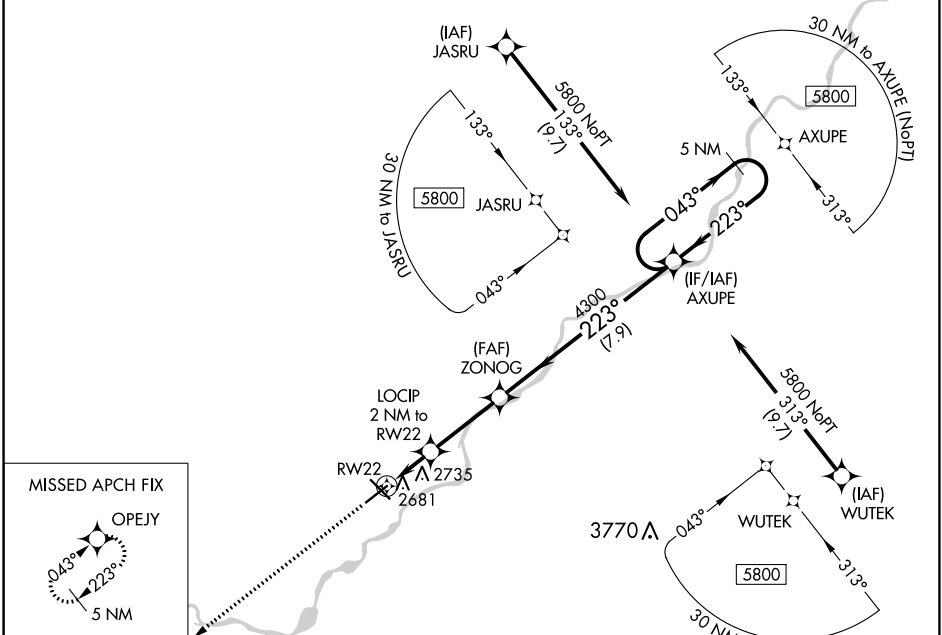 (IAF)
JASRU
5800 NoPT
133°
(9.7)
30 NM to AXUPE (NoPT)
133°
5800
AXUPE
313°
133°
30 NM to JASRU
5800
JASRU
043°
5 NM
043°
223°
(IF/IAF)
AXUPE
4300
223°
(7.9)
(FAF)
ZONOG
LOCIP
2 NM to
RW22
RW22
2735
2681
5800 NoPT
313°
(9.7)
(IAF)
WUTEK
3770
043°
WUTEK
5800
313°
30 NM
MISSED APCH FIX
OPEJY
043°
223°
5 NM